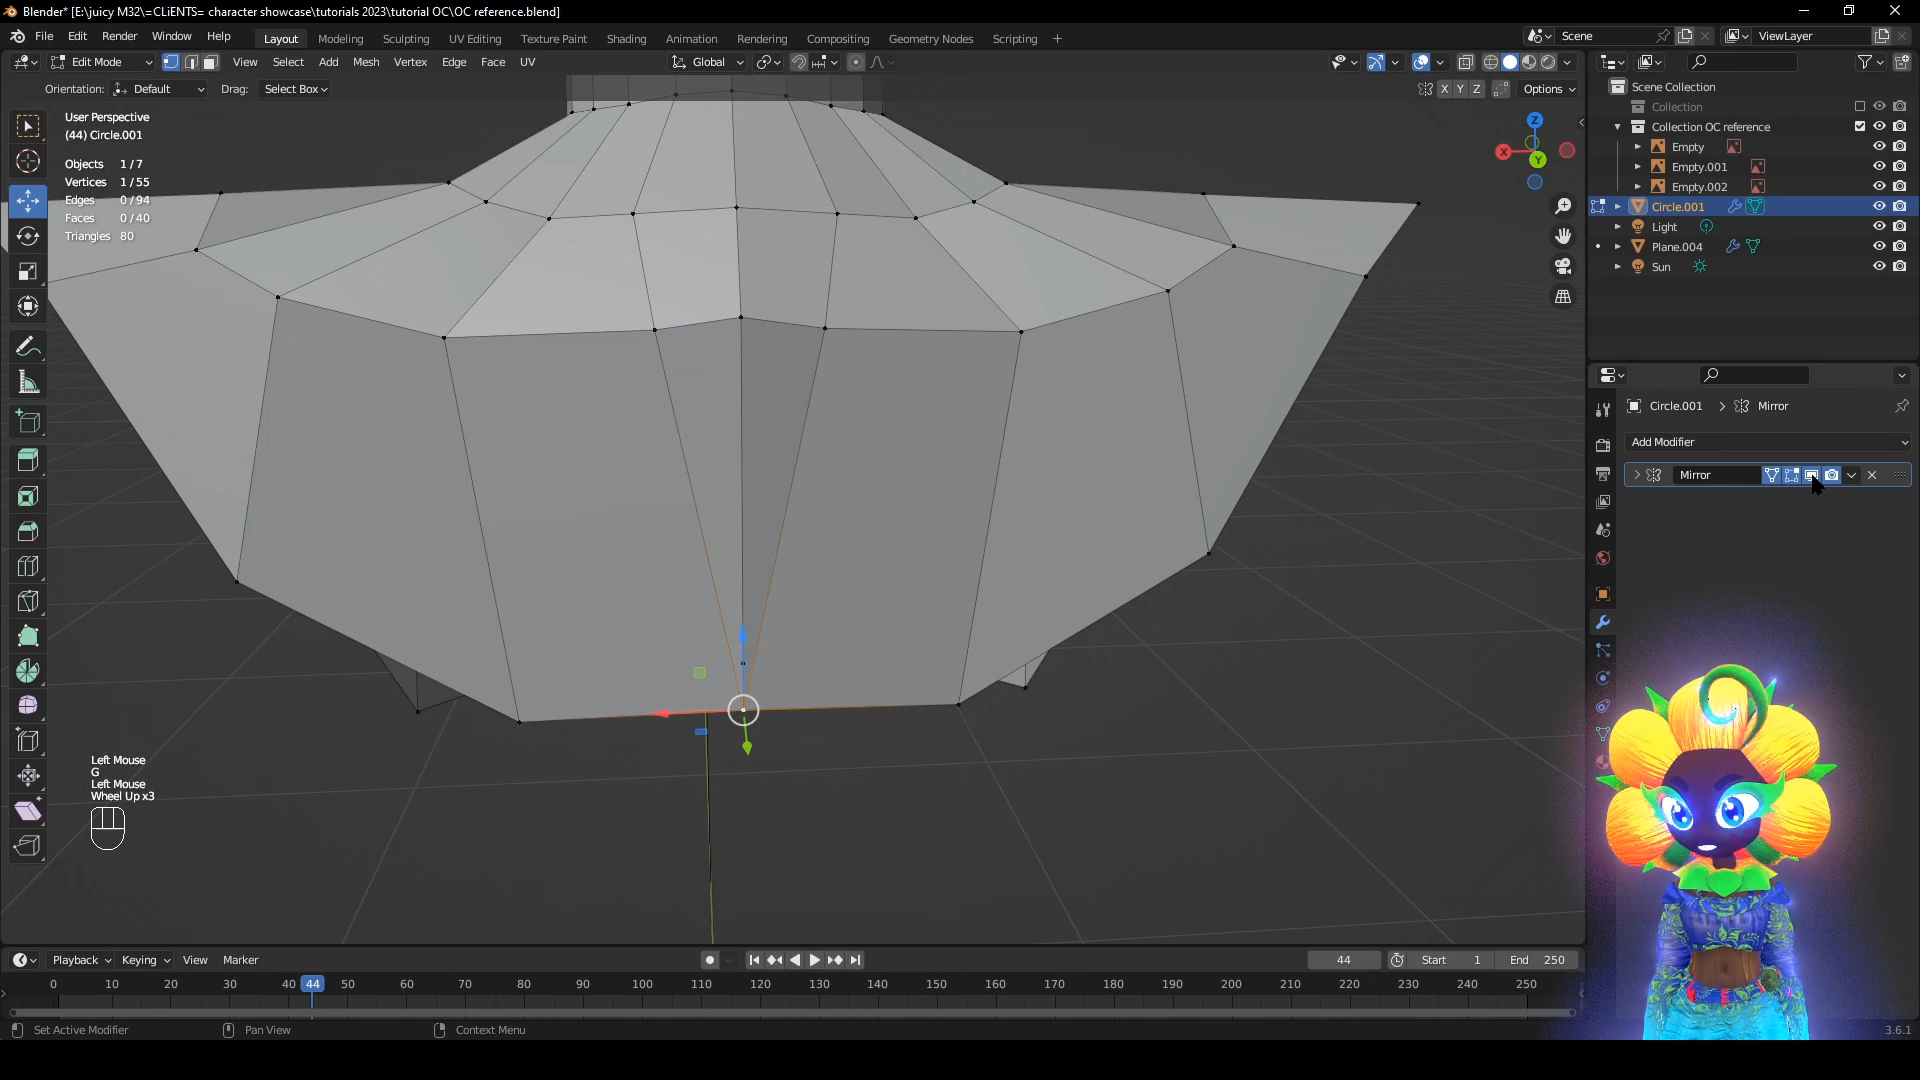 Blender* [E:\juicy M32\=CLiENTS= character showcase\tutorials 2023\tutorial OC\OC reference.blend]
File Edit Render Window Help Layout Modeling Sculpting UV Editing Texture Paint Shading Animation Rendering Compositing Geometry Nodes Scripting + Scene ViewLayer
Edit Mode View Select Add Mesh Vertex Edge Face UV Global
Orientation: Default Drag: Select Box X Y Z Options
User Perspective
(44) Circle.001
Objects 1/7
Vertices 1/55
Edges 0/94
Faces 0/40
Triangles 80
Z
X
Y
Scene Collection
Collection
Collection OC reference
Empty
Empty.001
Empty.002
Circle.001
Light
Plane.004
Sun
Circle.001 > Mirror
Add Modifier
Mirror
Left Mouse
G
Left Mouse
Wheel Up x3
Playback Keying View Marker 44 Start 1 End 250
0 10 20 30 40 44 50 60 70 80 90 100 110 120 130 140 150 160 170 180 190 200 210 220 230 240 250
Set Active Modifier Pan View Context Menu 3.6.1